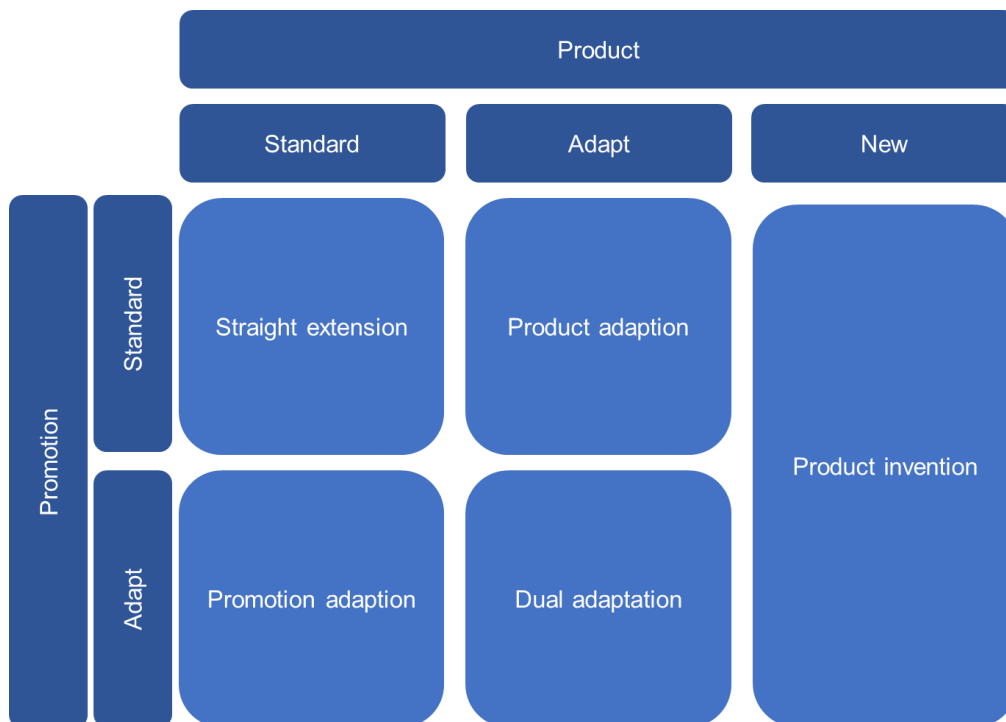 Product
Standard
Adapt
New
Promotion
Standard
Straight extension
Product adaption
Product invention
Adapt
Promotion adaption
Dual adaptation